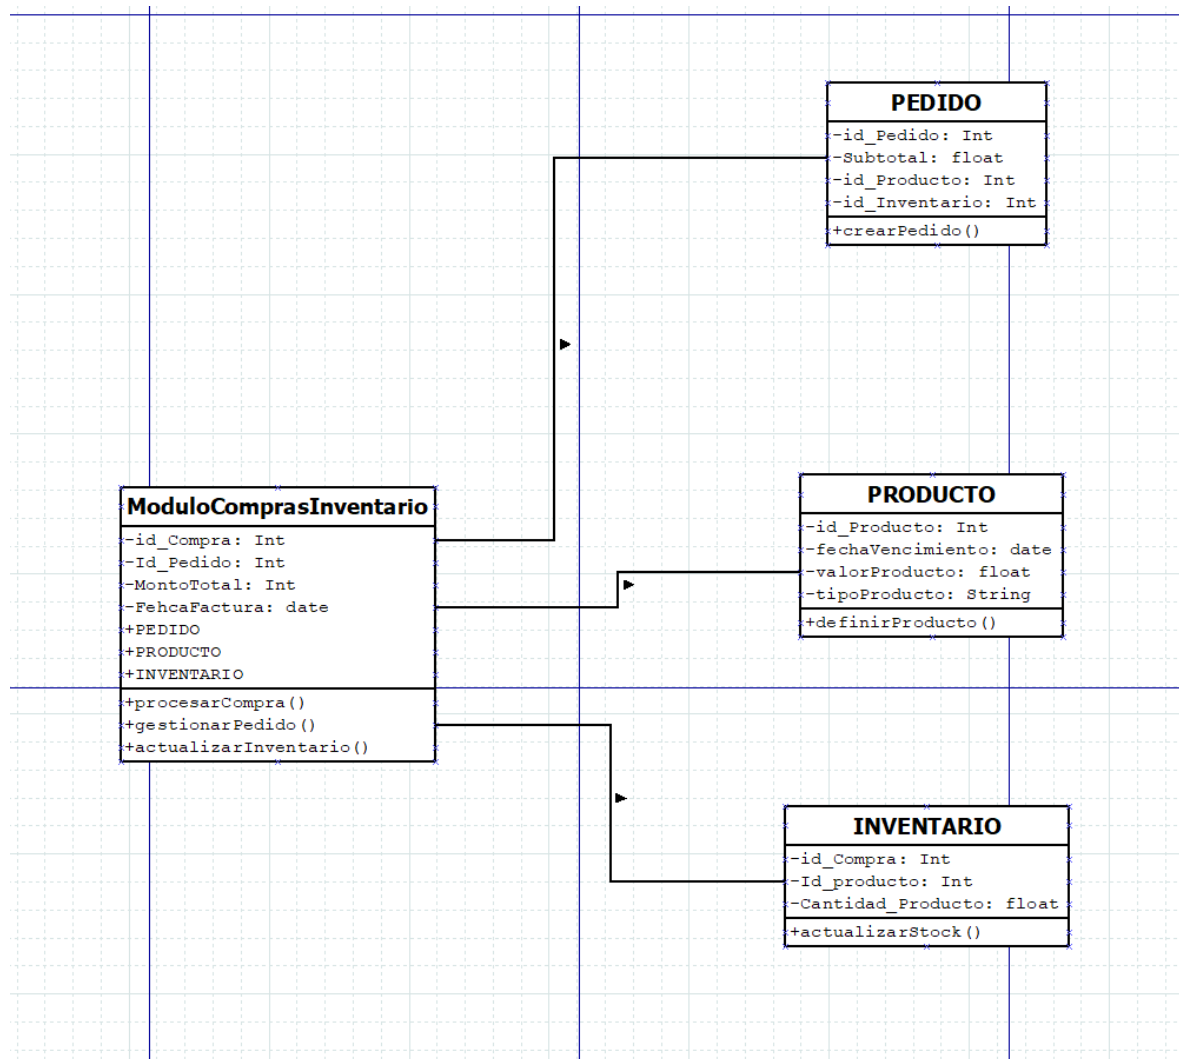 PEDIDO
-id_Pedido: Int
-Subtotal: float
-id_Producto: Int
-id_Inventario: Int
+crearPedido()
ModuloComprasInventario
-id_Compra: Int
-Id_Pedido: Int
-MontoTotal: Int
-FehcaFactura: date
+PEDIDO
+PRODUCTO
+INVENTARIO
+procesarCompra()
+gestionarPedido()
+actualizarInventario()
PRODUCTO
-id_Producto: Int
-fechaVencimiento: date
-valorProducto: float
-tipoProducto: String
+definirProducto()
INVENTARIO
-id_Compra: Int
-Id_producto: Int
-Cantidad_Producto: float
+actualizarStock()